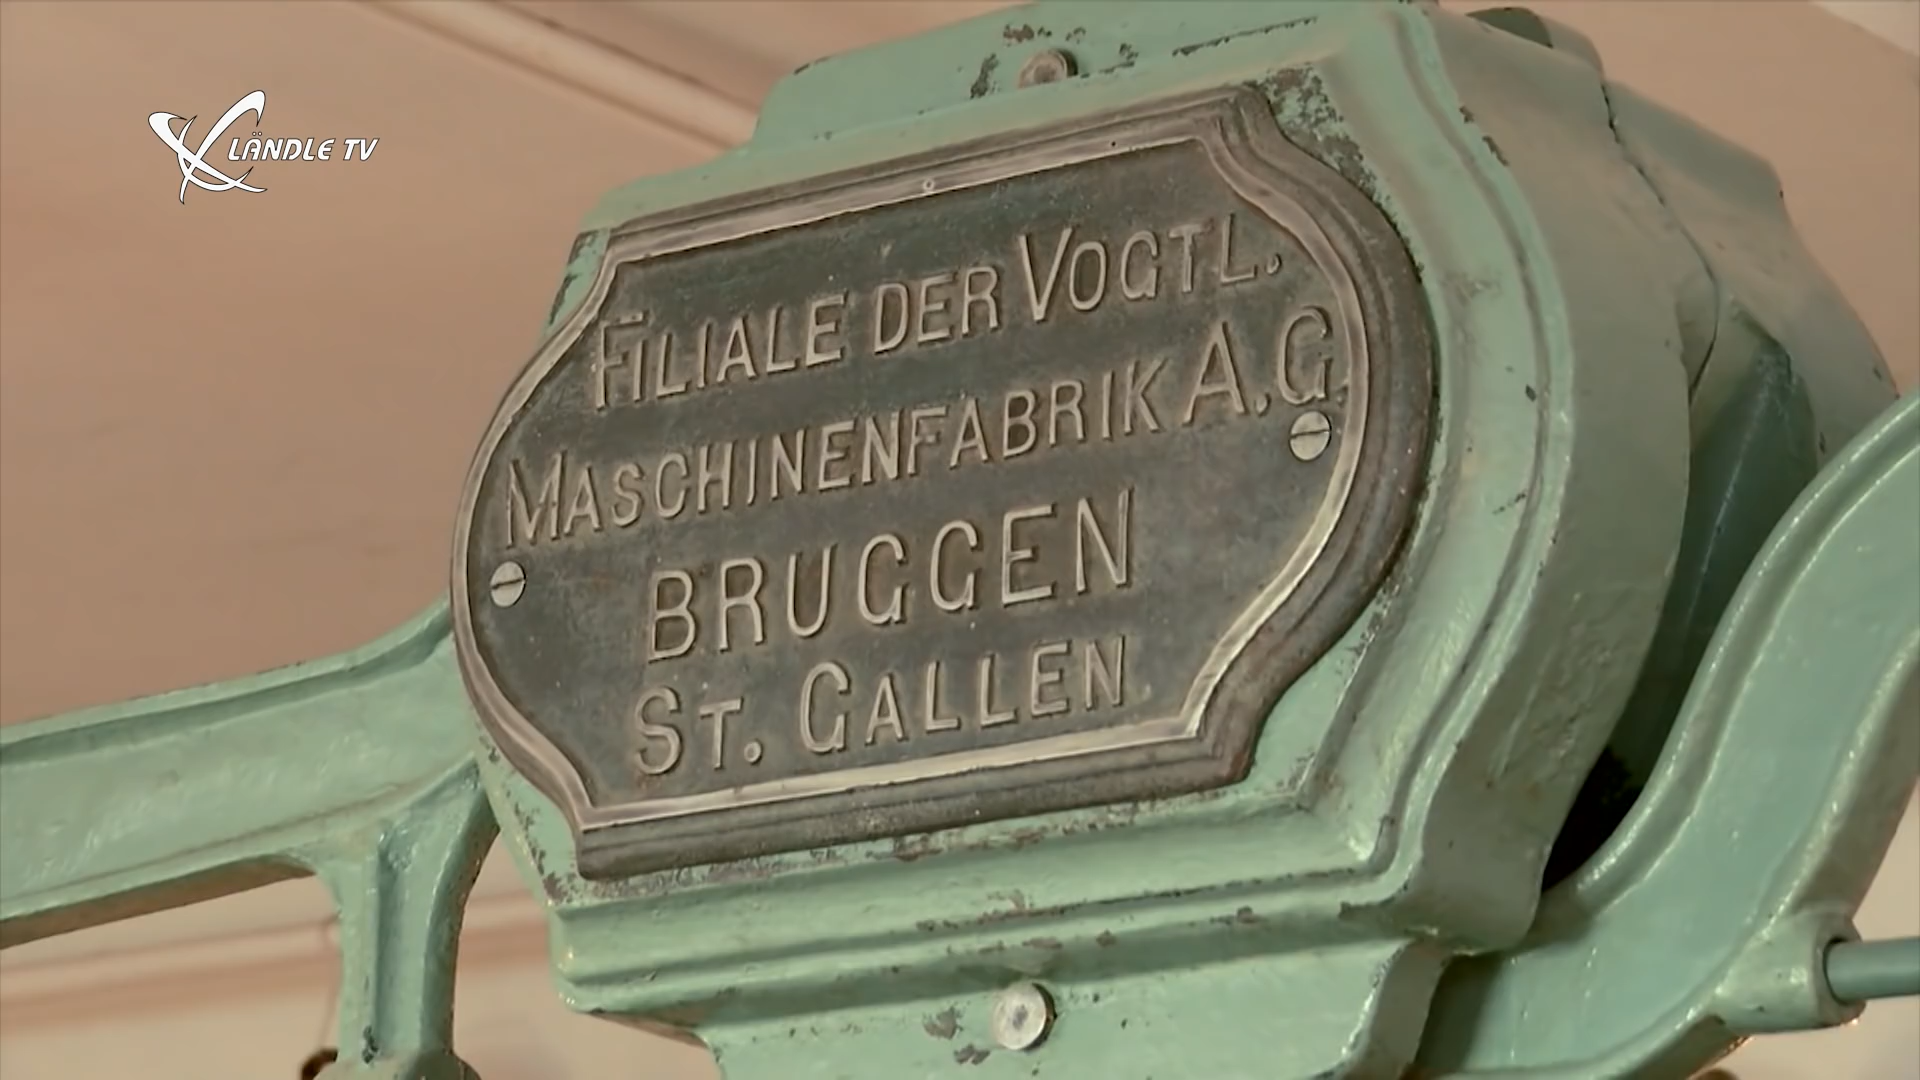 LÄNDLE TV
FILIALE DER VOGTL.
MASCHINENFABRIK A.G.
BRUGGEN
ST. GALLEN